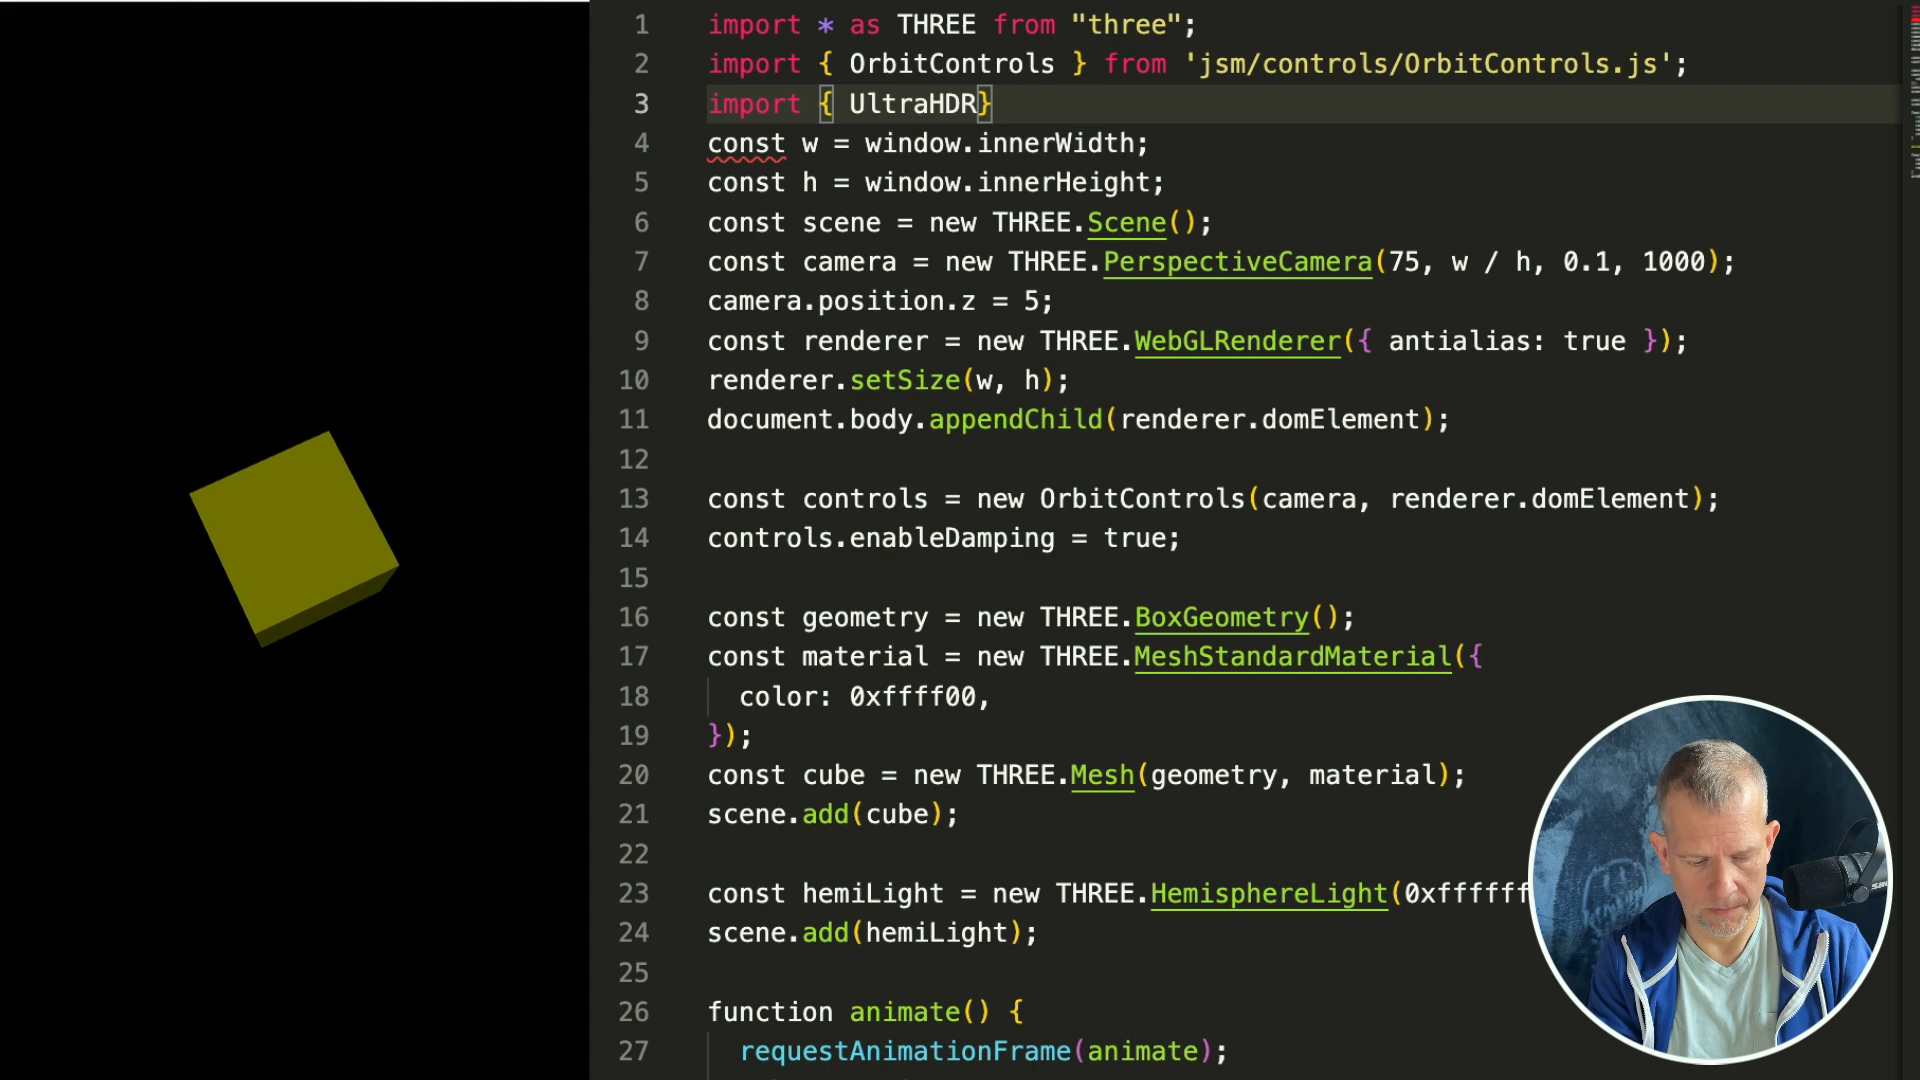 1 import * as THREE from "three";
2 import { OrbitControls } from 'jsm/controls/OrbitControls.js';
3 import { UltraHDR}
4 const w = window.innerWidth;
5 const h = window.innerHeight;
6 const scene = new THREE.Scene();
7 const camera = new THREE.PerspectiveCamera(75, w / h, 0.1, 1000);
8 camera.position.z = 5;
9 const renderer = new THREE.WebGLRenderer({ antialias: true });
10 renderer.setSize(w, h);
11 document.body.appendChild(renderer.domElement);
12
13 const controls = new OrbitControls(camera, renderer.domElement);
14 controls.enableDamping = true;
15
16 const geometry = new THREE.BoxGeometry();
17 const material = new THREE.MeshStandardMaterial({
18 color: 0xffff00,
19 });
20 const cube = new THREE.Mesh(geometry, material);
21 scene.add(cube);
22
23 const hemiLight = new THREE.HemisphereLight(0xffffff
24 scene.add(hemiLight);
25
26 function animate() {
27 requestAnimationFrame(animate);